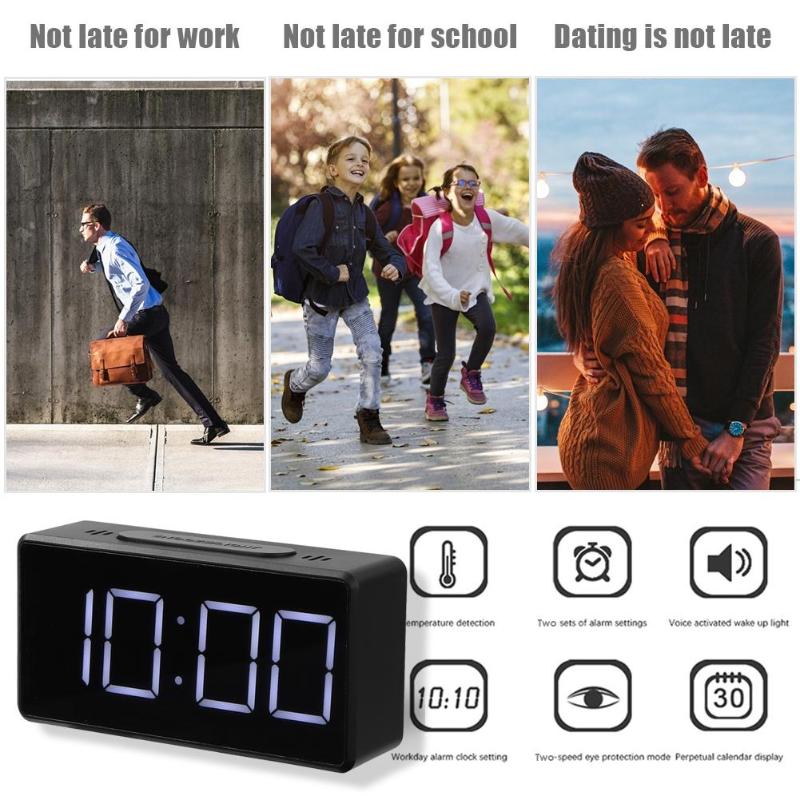 Not late for work
Not late for school
Dating is not late
10:00
emperature detection
Two sets of alarm settings
Voice activated wake up light
10:10
30
Workday alarm clock setting
Two-speed eye protection mode
Perpetual calendar display